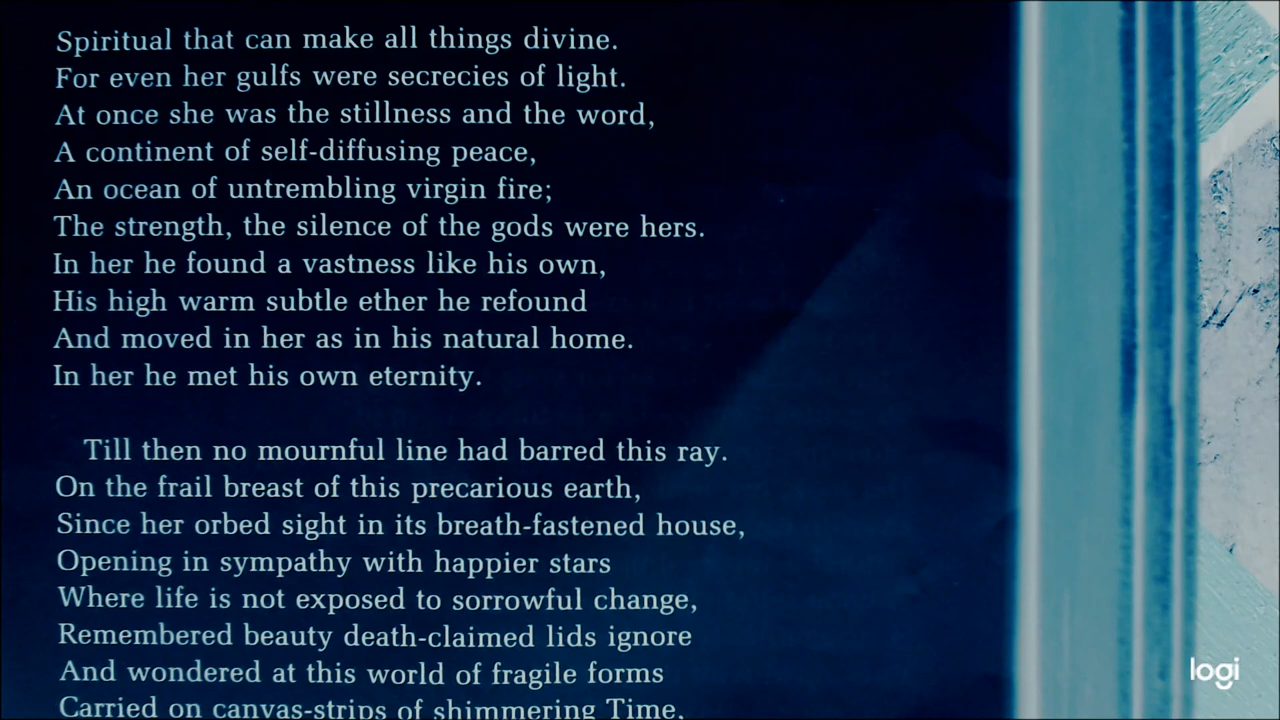 Spiritual that can make all things divine.
For even her gulfs were secrecies of light.
At once she was the stillness and the word,
A continent of self-diffusing peace,
An ocean of untrembling virgin fire;
The strength, the silence of the gods were hers.
In her he found a vastness like his own,
His high warm subtle ether he refound
And moved in her as in his natural home.
In her he met his own eternity.
Till then no mournful line had barred this ray.
On the frail breast of this precarious earth,
Since her orbed sight in its breath-fastened house,
Opening in sympathy with happier stars
Where life is not exposed to sorrowful change,
Remembered beauty death-claimed lids ignore
And wondered at this world of fragile forms
Carried on canvas-strips of shimmering Time,
logi